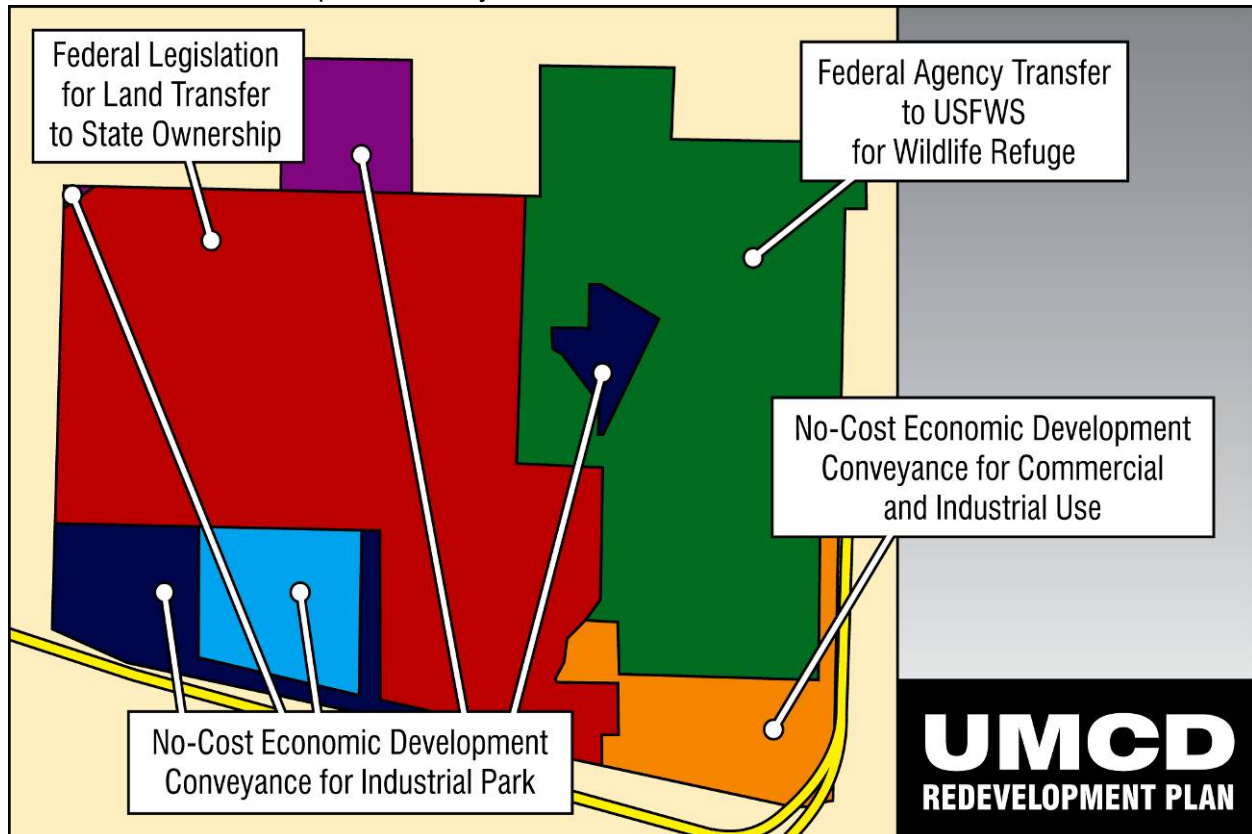 Federal Legislation
for Land Transfer
to State Ownership
Federal Agency Transfer
to USFWS
for Wildlife Refuge
No-Cost Economic Development
Conveyance for Commercial
and Industrial Use
No-Cost Economic Development
Conveyance for Industrial Park
UMCD
REDEVELOPMENT PLAN